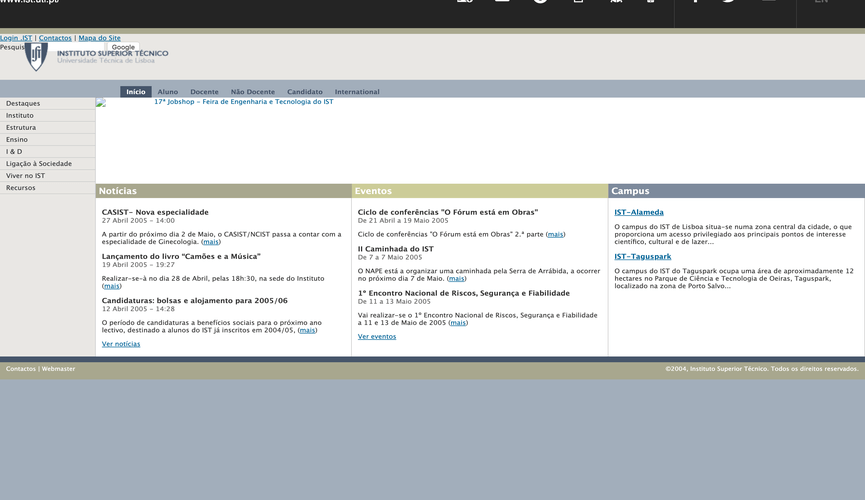 www.ist.utl.pt/
Login .IST | Contactos | Mapa do Site
Pesquis
Google
INSTITUTO SUPERIOR TÉCNICO
Universidade Técnica de Lisboa
Início Aluno Docente Não Docente Candidato International
Destaques
Instituto
Estrutura
Ensino
I & D
Ligação à Sociedade
Viver no IST
Recursos
17ª Jobshop - Feira de Engenharia e Tecnologia do IST
Notícias
CASIST- Nova especialidade
27 Abril 2005 - 14:00
A partir do próximo dia 2 de Maio, o CASIST/NCIST passa a contar com a
especialidade de Ginecologia. (mais)
Lançamento do livro "Camões e a Música"
19 Abril 2005 - 19:27
Realizar-se-á no dia 28 de Abril, pelas 18h:30, na sede do Instituto
(mais)
Candidaturas: bolsas e alojamento para 2005/06
12 Abril 2005 - 14:28
O período de candidaturas a benefícios sociais para o próximo ano
lectivo, destinado a alunos do IST já inscritos em 2004/05, (mais)
Ver notícias
Eventos
Ciclo de conferências "O Fórum está em Obras"
De 21 Abril a 19 Maio 2005
Ciclo de conferências "O Fórum está em Obras" 2.ª parte (mais)
II Caminhada do IST
De 7 a 7 Maio 2005
O NAPE está a organizar uma caminhada pela Serra de Arrábida, a ocorrer
no próximo dia 7 de Maio. (mais)
1º Encontro Nacional de Riscos, Segurança e Fiabilidade
De 11 a 13 Maio 2005
Vai realizar-se o 1º Encontro Nacional de Riscos, Segurança e Fiabilidade
a 11 e 13 de Maio de 2005 (mais)
Ver eventos
Campus
IST-Alameda
O campus do IST de Lisboa situa-se numa zona central da cidade, o que
proporciona um acesso privilegiado aos principais pontos de interesse
científico, cultural e de lazer...
IST-Taguspark
O campus do IST do Taguspark ocupa uma área de aproximadamente 12
hectares no Parque de Ciência e Tecnologia de Oeiras, Taguspark,
localizado na zona de Porto Salvo...
Contactos | Webmaster
©2004, Instituto Superior Técnico. Todos os direitos reservados.